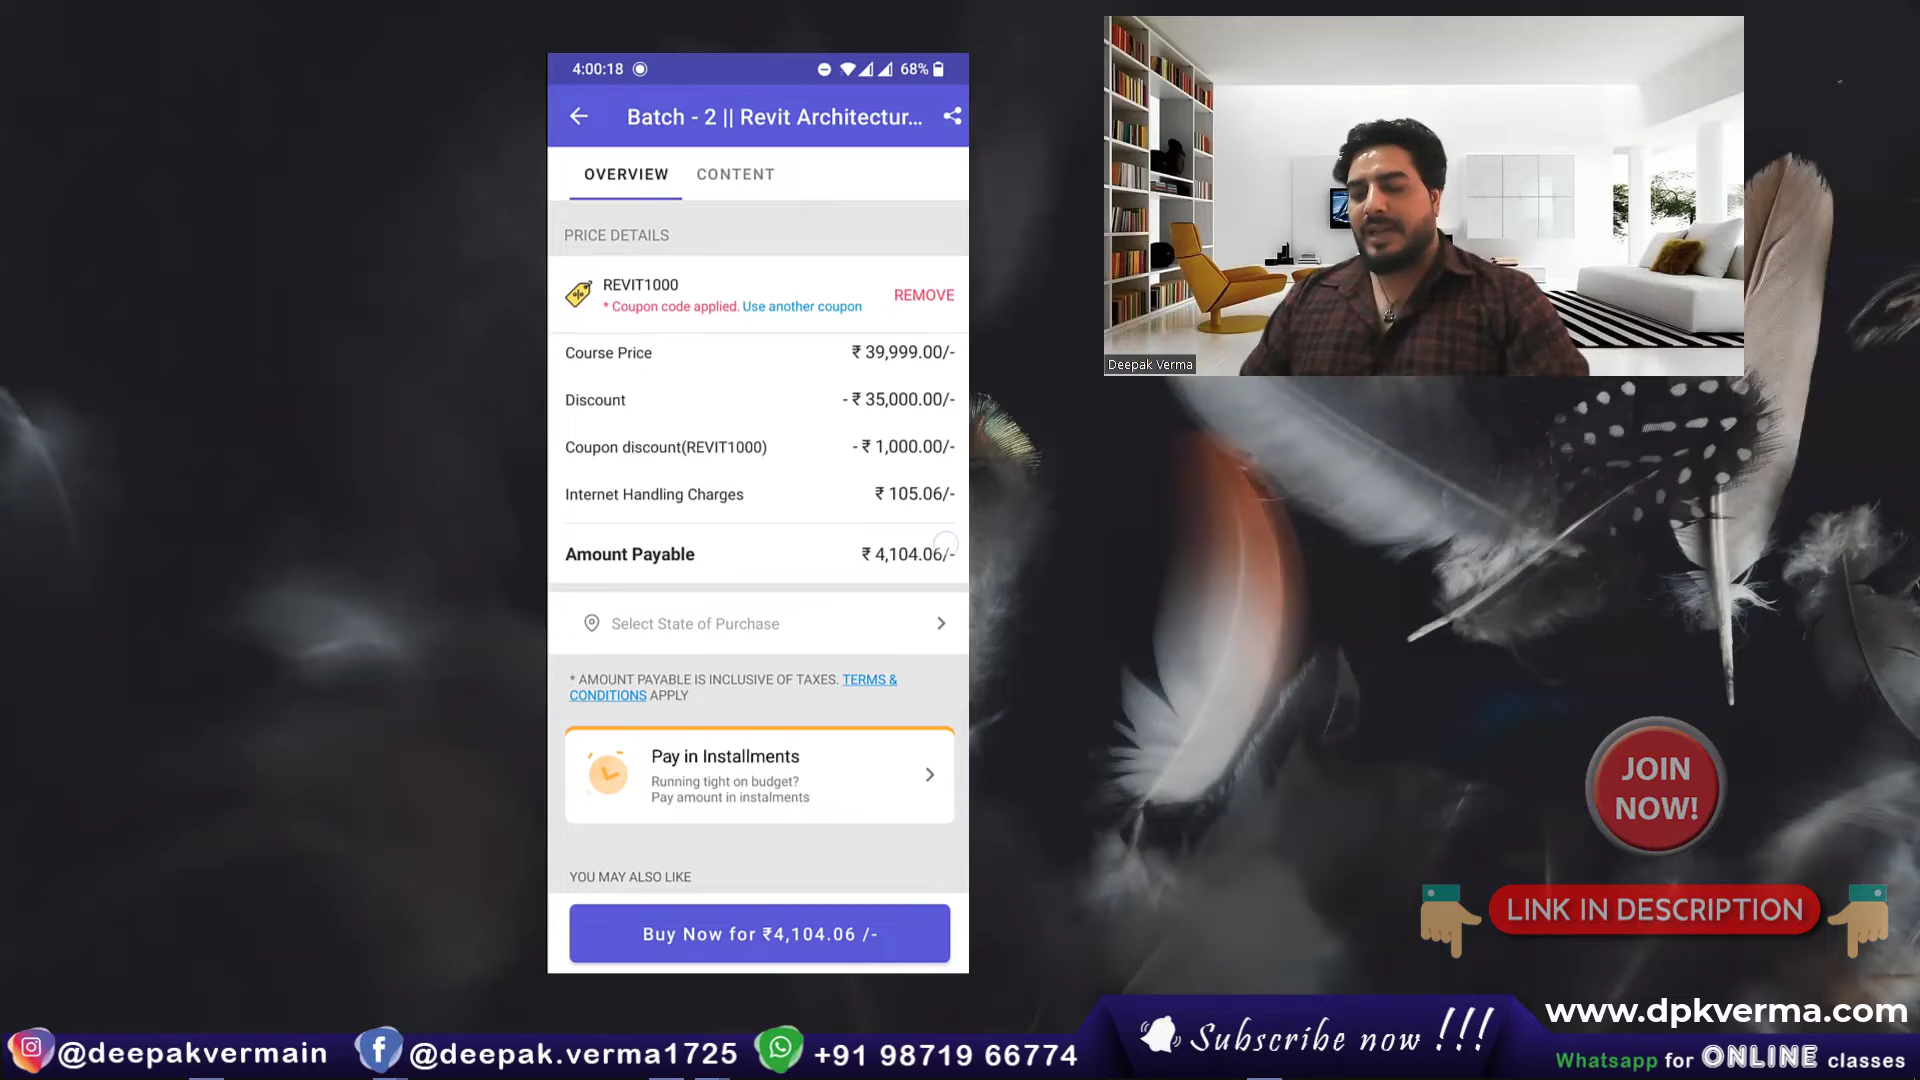 4:00:18
68%
Batch - 2 || Revit Architectur...
OVERVIEW CONTENT
PRICE DETAILS
REVIT1000
* Coupon code applied. Use another coupon
REMOVE
Course Price ₹ 39,999.00/-
Discount - ₹ 35,000.00/-
Coupon discount(REVIT1000) - ₹ 1,000.00/-
Internet Handling Charges ₹ 105.06/-
Amount Payable ₹ 4,104.06/-
Select State of Purchase
* AMOUNT PAYABLE IS INCLUSIVE OF TAXES. TERMS &
CONDITIONS APPLY
Pay in Installments
Running tight on budget?
Pay amount in instalments
YOU MAY ALSO LIKE
Buy Now for ₹4,104.06 /-
Deepak Verma
JOIN
NOW!
LINK IN DESCRIPTION
@deepakvermain
@deepak.verma1725
+91 98719 66774
Subscribe now !!!
www.dpkverma.com
Whatsapp for ONLINE classes